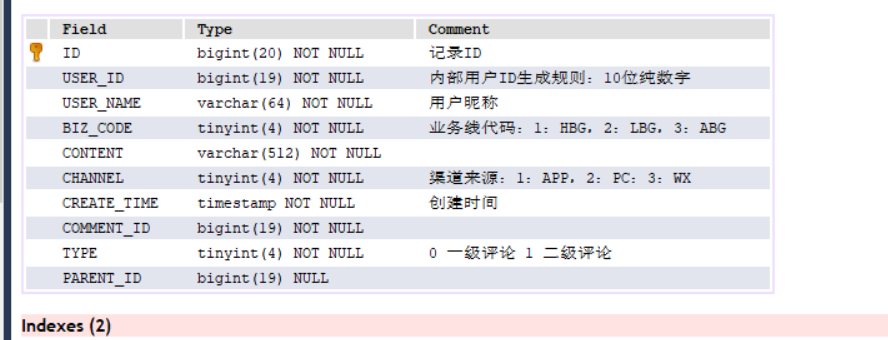 Field Type Comment
ID bigint(20) NOT NULL 记录ID
USER_ID bigint(19) NOT NULL 内部用户ID生成规则：10位纯数字
USER_NAME varchar(64) NOT NULL 用户昵称
BIZ_CODE tinyint(4) NOT NULL 业务线代码：1：HBG，2：LBG，3：ABG
CONTENT varchar(512) NOT NULL
CHANNEL tinyint(4) NOT NULL 渠道来源：1：APP，2：PC：3：WX
CREATE_TIME timestamp NOT NULL 创建时间
COMMENT_ID bigint(19) NOT NULL
TYPE tinyint(4) NOT NULL 0 一级评论 1 二级评论
PARENT_ID bigint(19) NULL
Indexes (2)